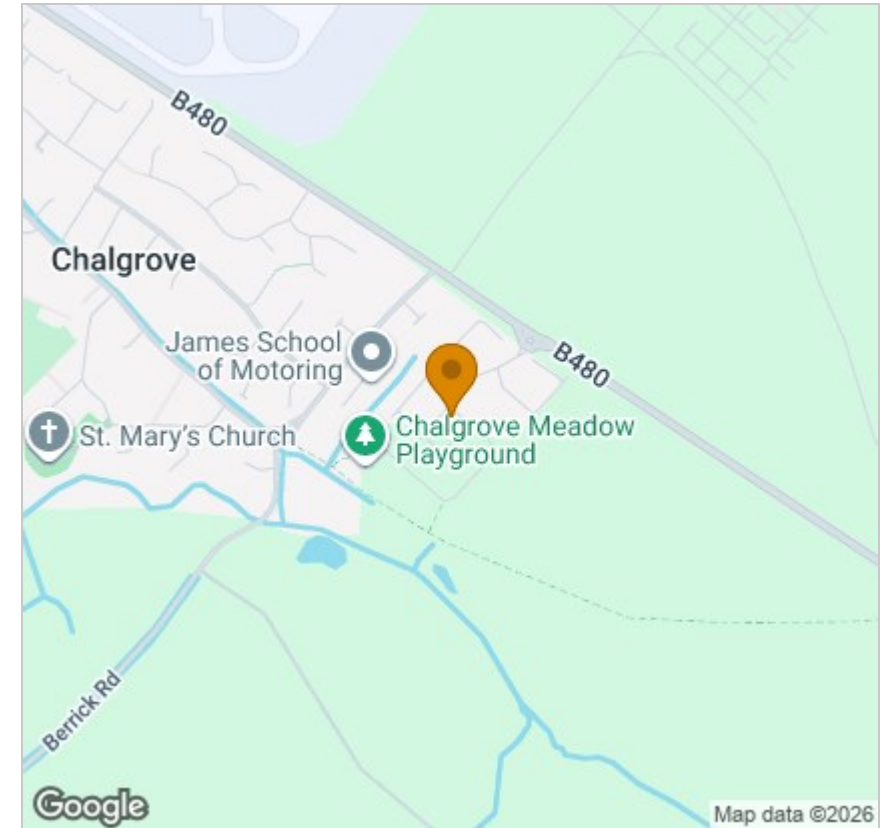 B480
Chalgrove
James School
of Motoring
B480
St. Mary's Church
Chalgrove Meadow
Playground
Berrick Rd
Google
Map data ©2026